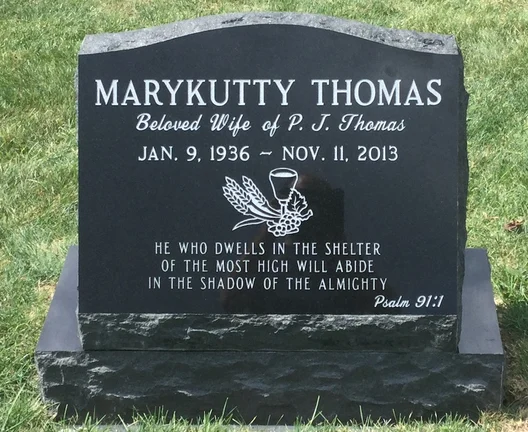 MARYKUTTY THOMAS
Beloved Wife of P. J. Thomas
JAN. 9, 1936 ~ NOV. 11, 2013
HE WHO DWELLS IN THE SHELTER
OF THE MOST HIGH WILL ABIDE
IN THE SHADOW OF THE ALMIGHTY
Psalm 91:1